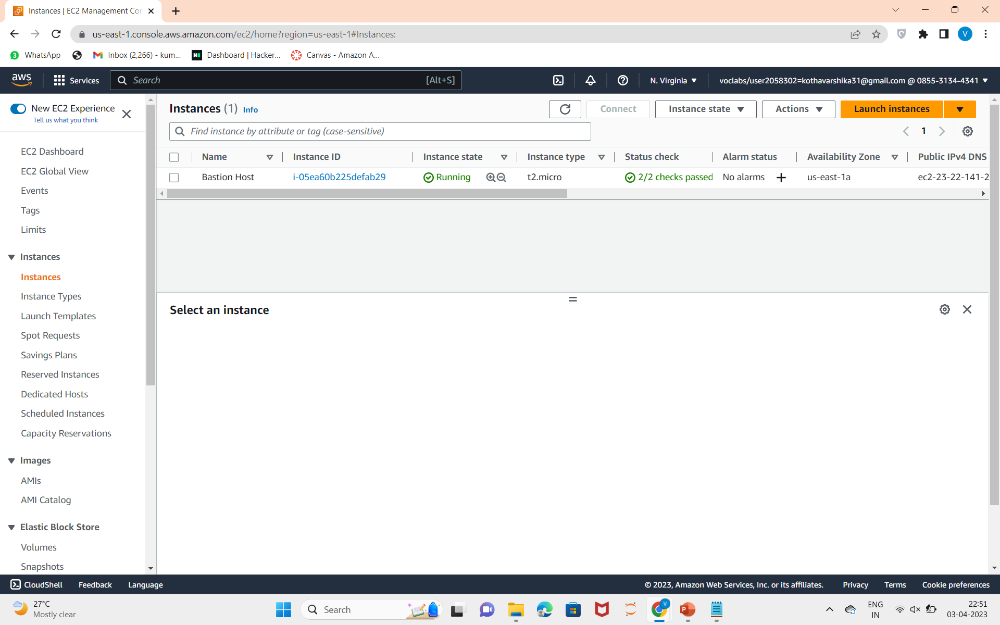 Instances | EC2 Management Cor
us-east-1.console.aws.amazon.com/ec2/home?region=us-east-1#Instances:
V
3 WhatsApp
Inbox (2,266) - kum...
Dashboard | Hacker...
Canvas - Amazon A...
aws
Services
Search [Alt+S]
N. Virginia
voclabs/user2058302=kothavarshika31@gmail.com @ 0855-3134-4341
New EC2 Experience
Tell us what you think
EC2 Dashboard
EC2 Global View
Events
Tags
Limits
Instances
Instances
Instance Types
Launch Templates
Spot Requests
Savings Plans
Reserved Instances
Dedicated Hosts
Scheduled Instances
Capacity Reservations
Images
AMIs
AMI Catalog
Elastic Block Store
Volumes
Snapshots
Instances (1) Info
Connect
Instance state
Actions
Launch instances
Find instance by attribute or tag (case-sensitive)
1
Name Instance ID Instance state Instance type Status check Alarm status Availability Zone Public IPv4 DNS
Bastion Host i-05ea60b225defab29 Running t2.micro 2/2 checks passed No alarms us-east-1a ec2-23-22-141-2
Select an instance
CloudShell Feedback Language
© 2023, Amazon Web Services, Inc. or its affiliates. Privacy Terms Cookie preferences
27°C
Mostly clear
Search
V
P
ENG
IN
22:51
03-04-2023